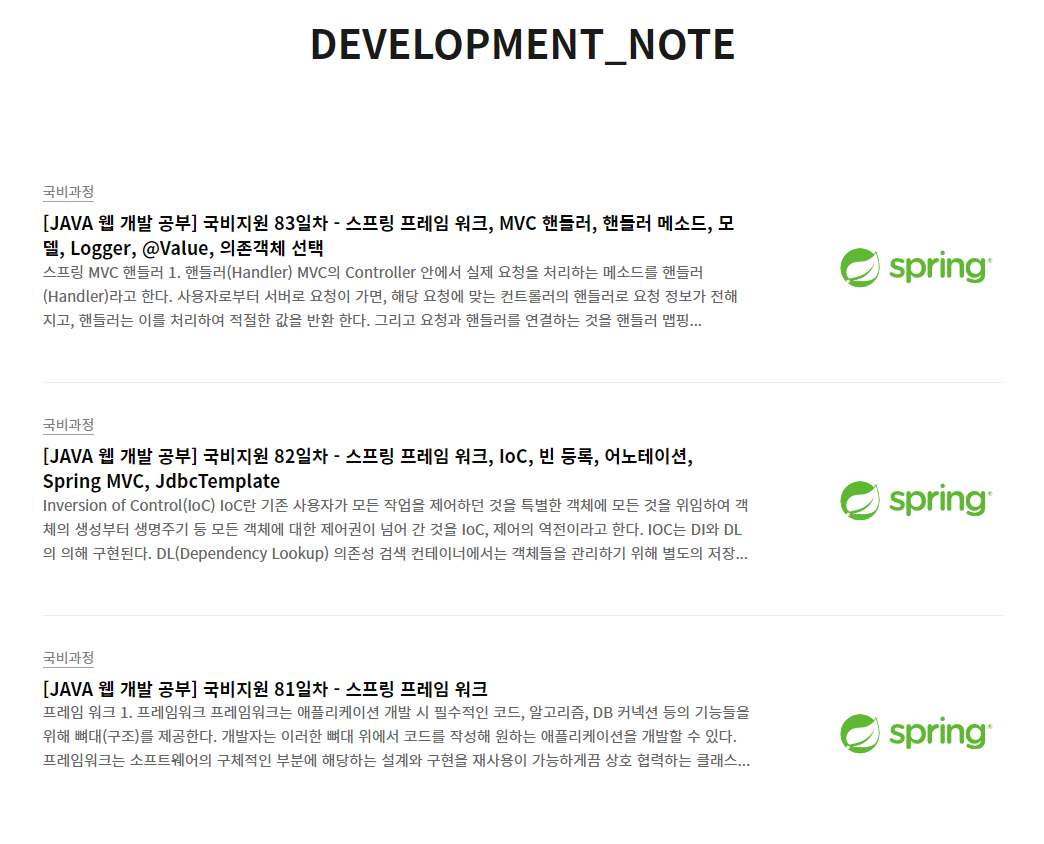 DEVELOPMENT_NOTE
국비과정
[JAVA 웹 개발 공부] 국비지원 83일차 - 스프링 프레임 워크, MVC 핸들러, 핸들러 메소드, 모
델, Logger, @Value, 의존객체 선택
스프링 MVC 핸들러 1. 핸들러(Handler) MVC의 Controller 안에서 실제 요청을 처리하는 메소드를 핸들러
(Handler)라고 한다. 사용자로부터 서버로 요청이 가면, 해당 요청에 맞는 컨트롤러의 핸들러로 요청 정보가 전해
지고, 핸들러는 이를 처리하여 적절한 값을 반환 한다. 그리고 요청과 핸들러를 연결하는 것을 핸들러 맵핑...
spring®
국비과정
[JAVA 웹 개발 공부] 국비지원 82일차 - 스프링 프레임 워크, IoC, 빈 등록, 어노테이션,
Spring MVC, JdbcTemplate
Inversion of Control(IoC) IoC란 기존 사용자가 모든 작업을 제어하던 것을 특별한 객체에 모든 것을 위임하여 객
체의 생성부터 생명주기 등 모든 객체에 대한 제어권이 넘어 간 것을 IoC, 제어의 역전이라고 한다. IOC는 DI와 DL
의 의해 구현된다. DL(Dependency Lookup) 의존성 검색 컨테이너에서는 객체들을 관리하기 위해 별도의 저장...
spring®
국비과정
[JAVA 웹 개발 공부] 국비지원 81일차 - 스프링 프레임 워크
프레임 워크 1. 프레임워크 프레임워크는 애플리케이션 개발 시 필수적인 코드, 알고리즘, DB 커넥션 등의 기능들을
위해 뼈대(구조)를 제공한다. 개발자는 이러한 뼈대 위에서 코드를 작성해 원하는 애플리케이션을 개발할 수 있다.
프레임워크는 소프트웨어의 구체적인 부분에 해당하는 설계와 구현을 재사용이 가능하게끔 상호 협력하는 클래스...
spring®